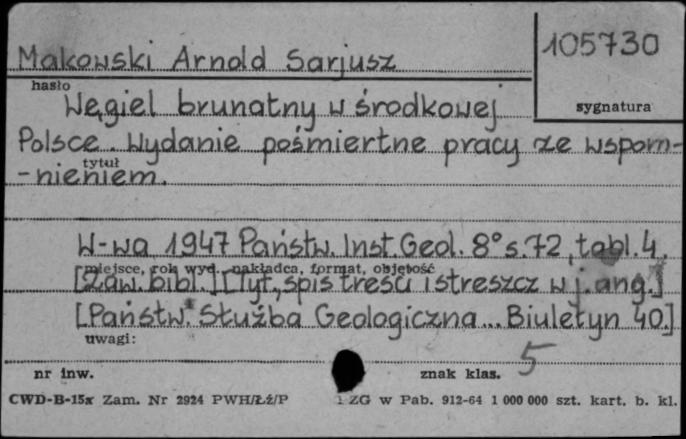 Makowski Arnold Sarjusz
105730
hasło
sygnatura
Węgiel brunatny w środkowej
Polsce. Wydanie pośmiertne pracy ze wspom-
tytuł
-nieniem.
W-wa 1947 Państw. Inst. Geol. 8° s. 72, tabl. 4.
miejsce, rok wyd., nakładca, format, objętość
[Zaw. bibl.] [Tyt., spis treści i streszcz w j. ang.]
[Państw. Służba Geologiczna... Biuletyn 40.]
uwagi:
nr inw.
znak klas. 5
CWD-B-15x Zam. Nr 2924 PWH/Łź/P
ZG w Pab. 912-64 1 000 000 szt. kart. b. kl.